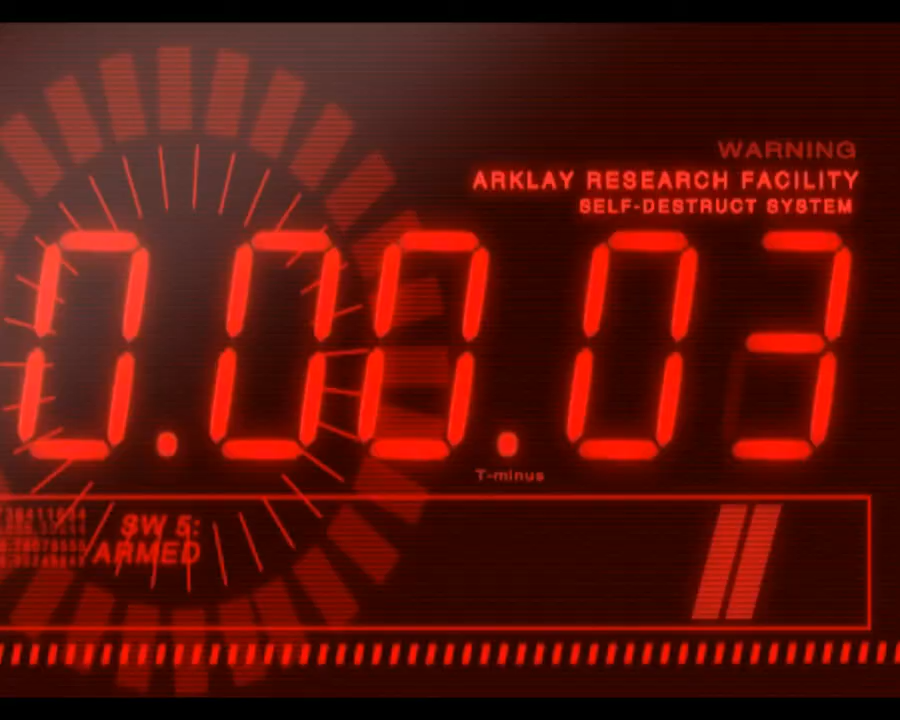 WARNING
ARKLAY RESEARCH FACILITY
SELF-DESTRUCT SYSTEM
0.00.03
T-minus
SW 5:
ARMED